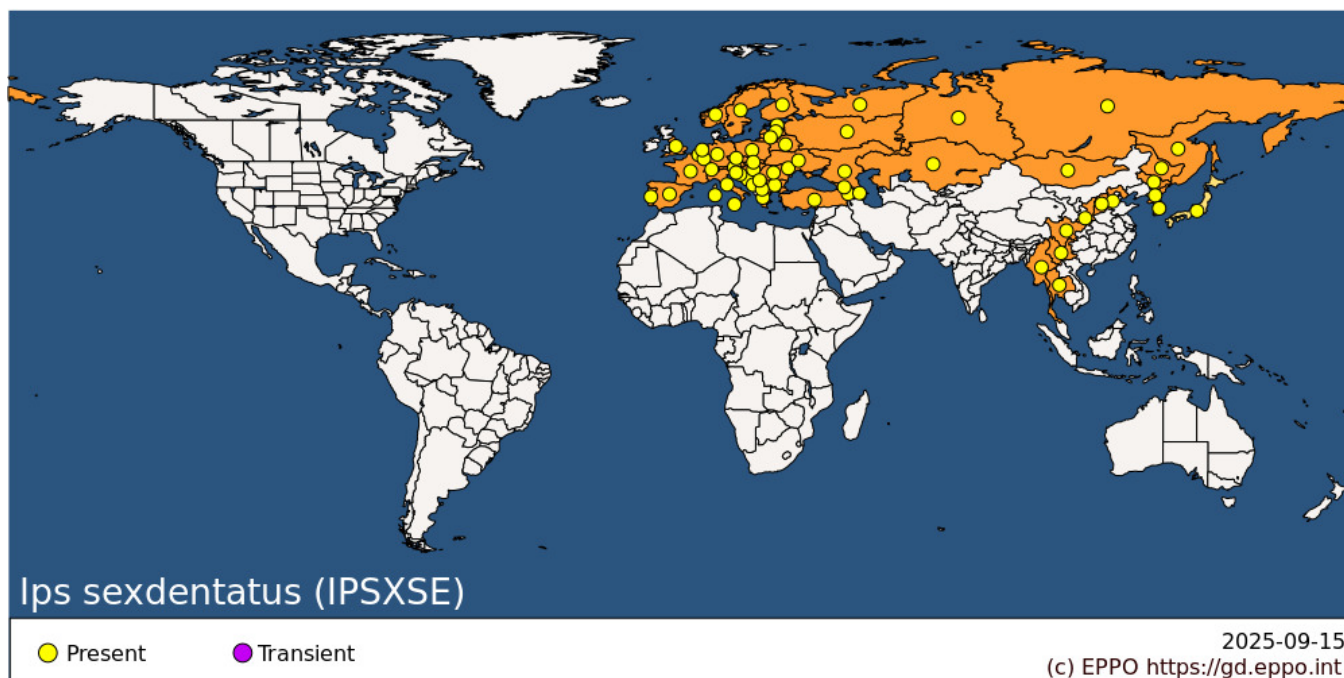 Ips sexdentatus (IPSXSE)
Present
Transient
2025-09-15
(c) EPPO https://gd.eppo.int